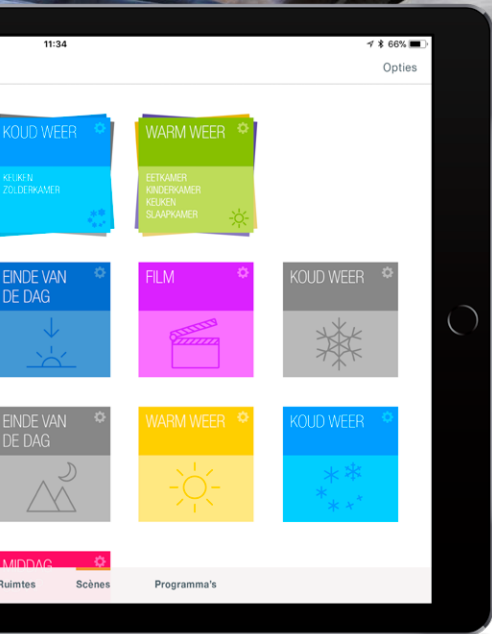 11:34
66%
Opties
KOUD WEER
KEUKEN
ZOLDERKAMER
WARM WEER
EETKAMER
KINDERKAMER
KEUKEN
SLAAPKAMER
EINDE VAN
DE DAG
FILM
KOUD WEER
EINDE VAN
DE DAG
WARM WEER
KOUD WEER
MIDDAG
Ruimtes
Scènes
Programma's